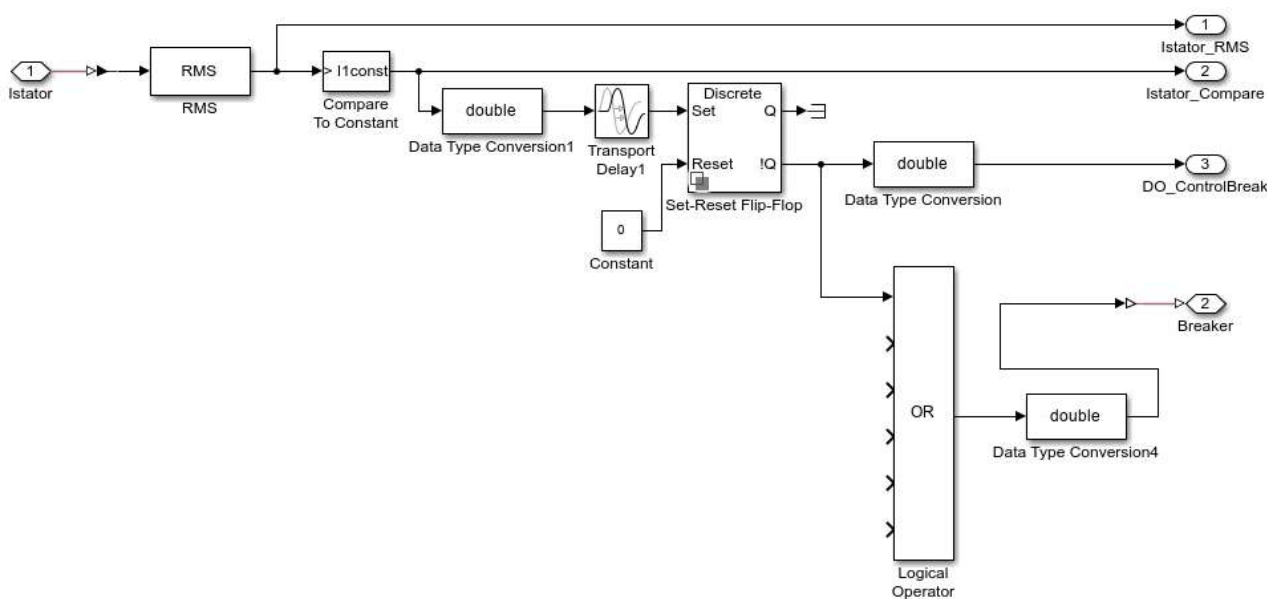 1
Istator
RMS
RMS
> I1const
Compare
To Constant
double
Data Type Conversion1
Transport
Delay1
Discrete
Set
Q
Reset
!Q
Set-Reset Flip-Flop
0
Constant
double
Data Type Conversion
1
Istator_RMS
2
Istator_Compare
3
DO_ControlBreak
OR
Logical
Operator
double
Data Type Conversion4
2
Breaker